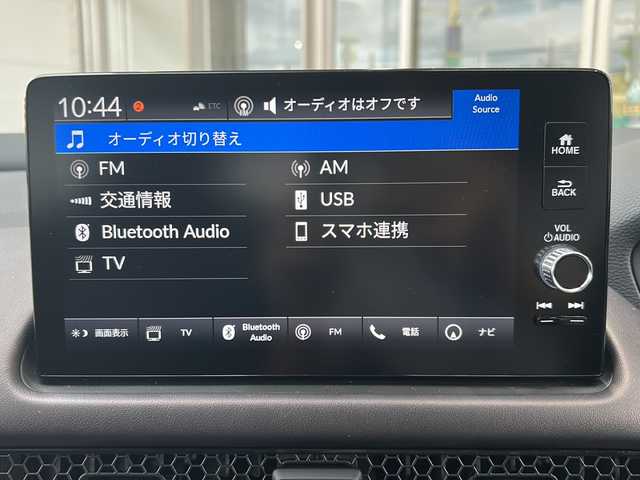 10:44 2 ETC オーディオはオフです
Audio
Source
オーディオ切り替え
FM
AM
交通情報
USB
Bluetooth Audio
スマホ連携
TV
画面表示
TV
Bluetooth
Audio
FM
電話
ナビ
HOME
BACK
VOL
AUDIO